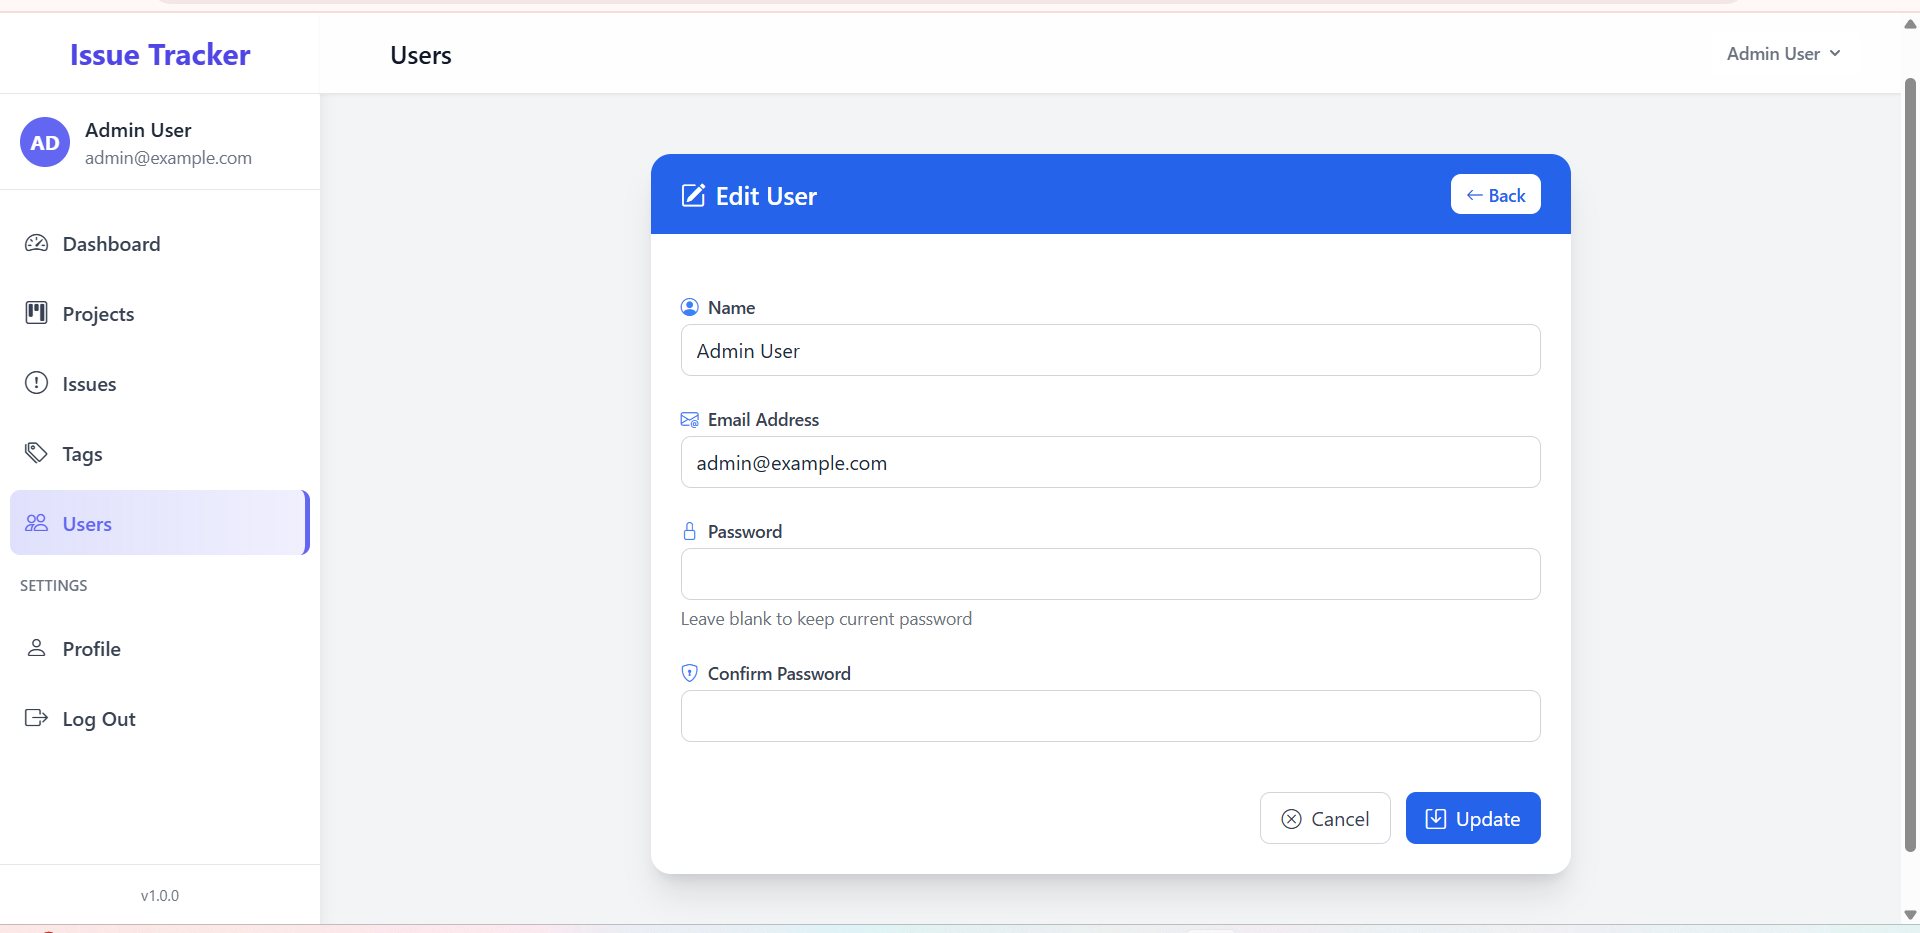 Issue Tracker
Users
Admin User
AD
Admin User
admin@example.com
Dashboard
Projects
Issues
Tags
Users
SETTINGS
Profile
Log Out
v1.0.0
Edit User
Back
Name
Admin User
Email Address
admin@example.com
Password
Leave blank to keep current password
Confirm Password
Cancel
Update